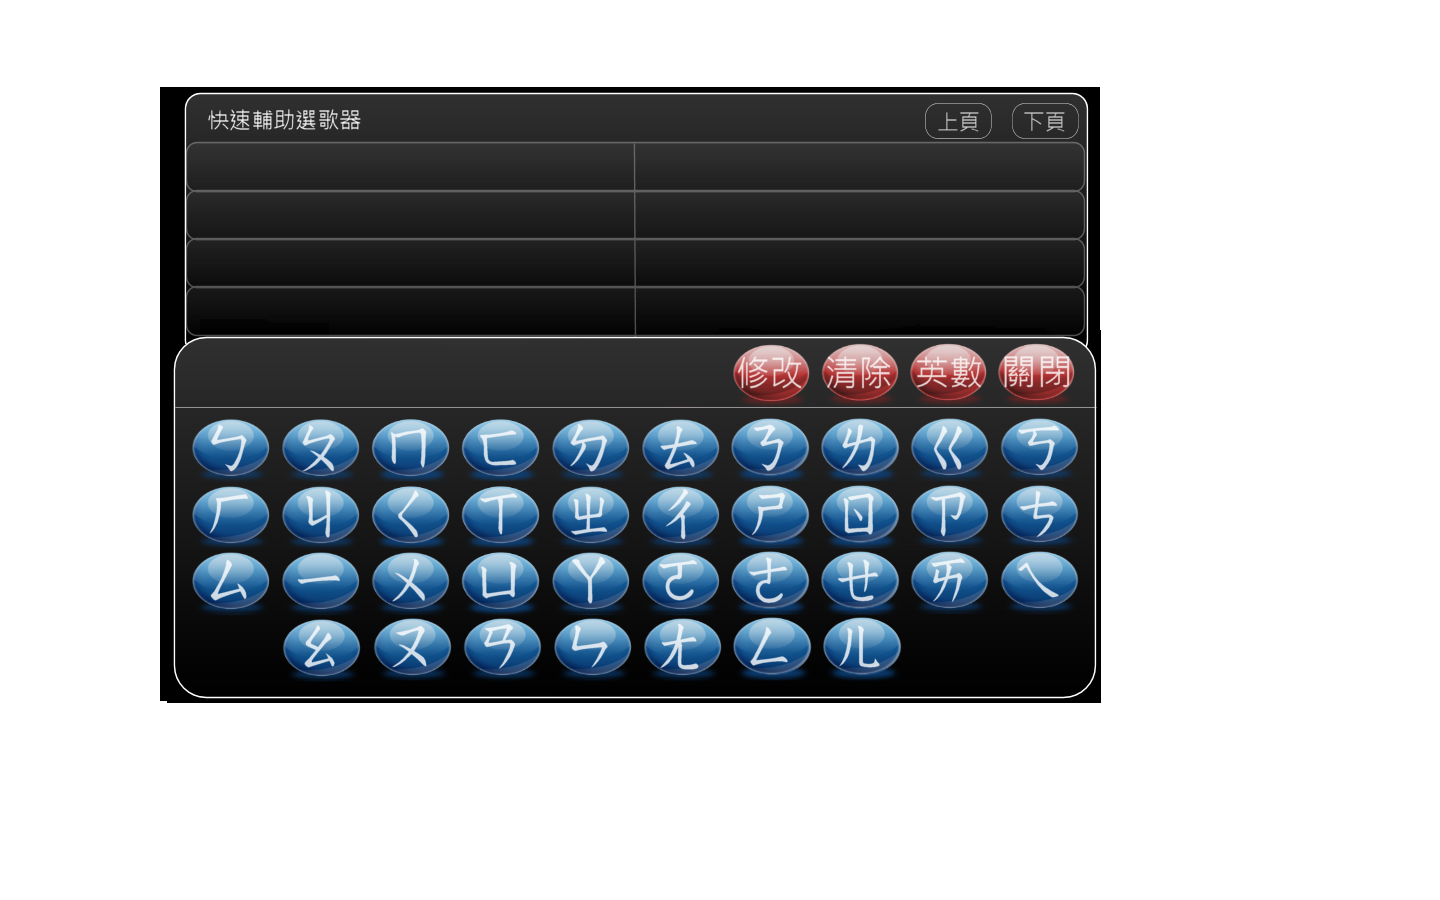 快速輔助選歌器 上頁 下頁
修改 清除 英數 關閉
ㄅ ㄆ ㄇ ㄈ ㄉ ㄊ ㄋ ㄌ ㄍ ㄎ
ㄏ ㄐ ㄑ ㄒ ㄓ ㄔ ㄕ ㄖ ㄗ ㄘ
ㄙ ㄧ ㄨ ㄩ ㄚ ㄛ ㄜ ㄝ ㄞ ㄟ
ㄠ ㄡ ㄢ ㄣ ㄤ ㄥ ㄦ